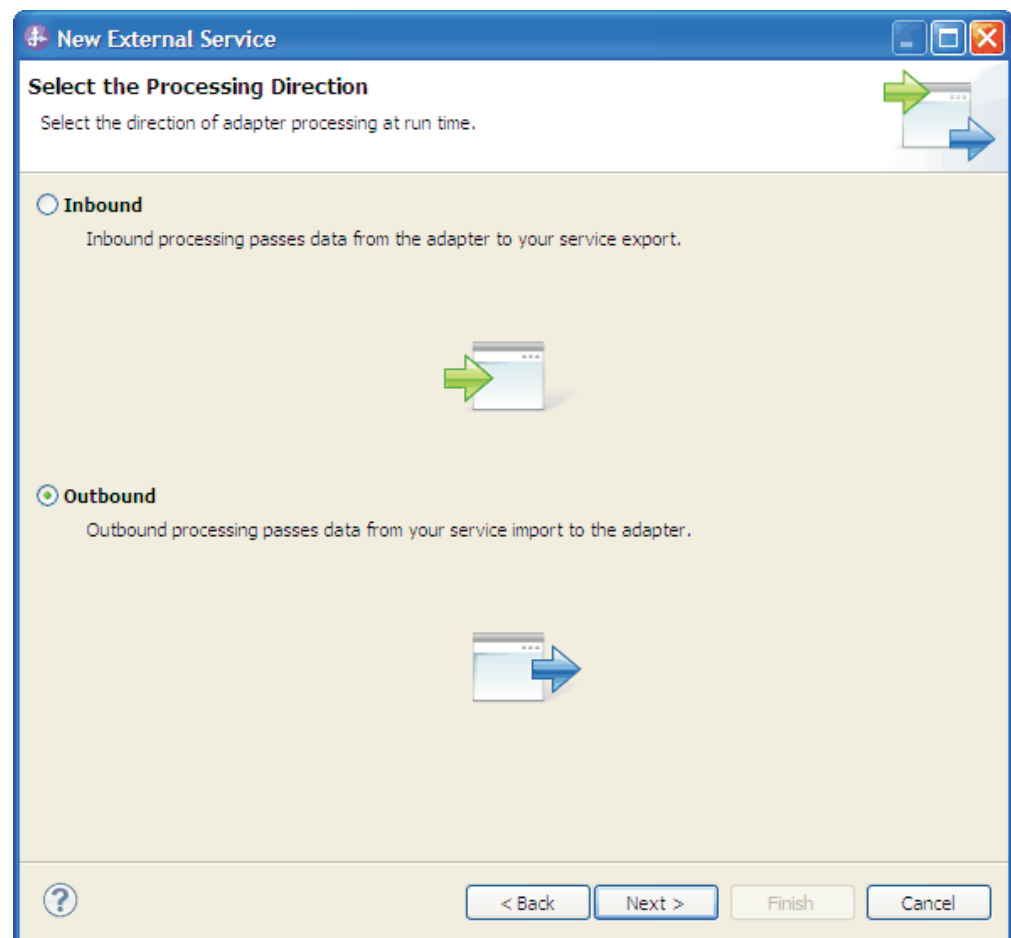 New External Service
Select the Processing Direction
Select the direction of adapter processing at run time.
Inbound
Inbound processing passes data from the adapter to your service export.
Outbound
Outbound processing passes data from your service import to the adapter.
?
< Back
Next >
Finish
Cancel